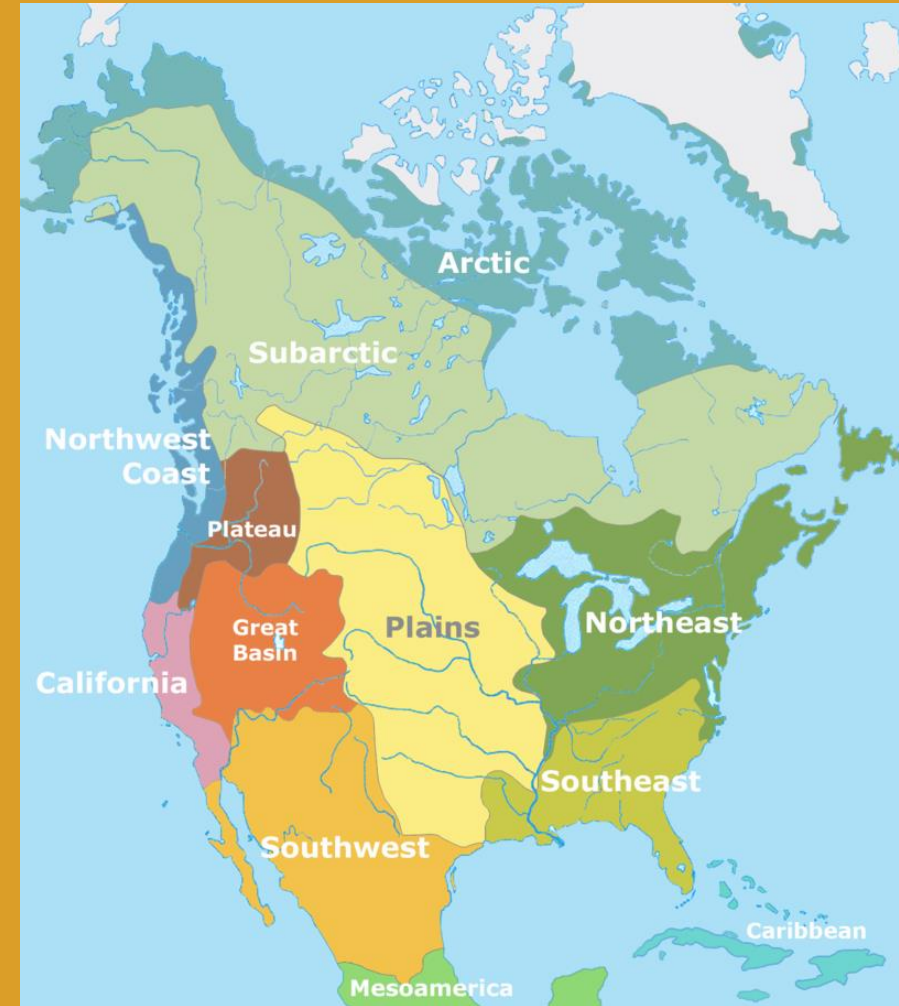 Arctic
Subarctic
Northwest
Coast
Plateau
Great
Basin
Plains
Northeast
California
Southeast
Southwest
Caribbean
Mesoamerica